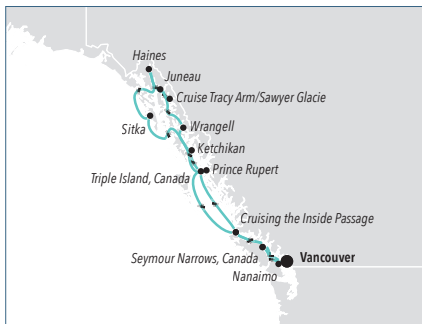 Haines
Juneau
Cruise Tracy Arm/Sawyer Glacie
Sitka
Wrangell
Ketchikan
Prince Rupert
Triple Island, Canada
Cruising the Inside Passage
Seymour Narrows, Canada
Vancouver
Nanaimo